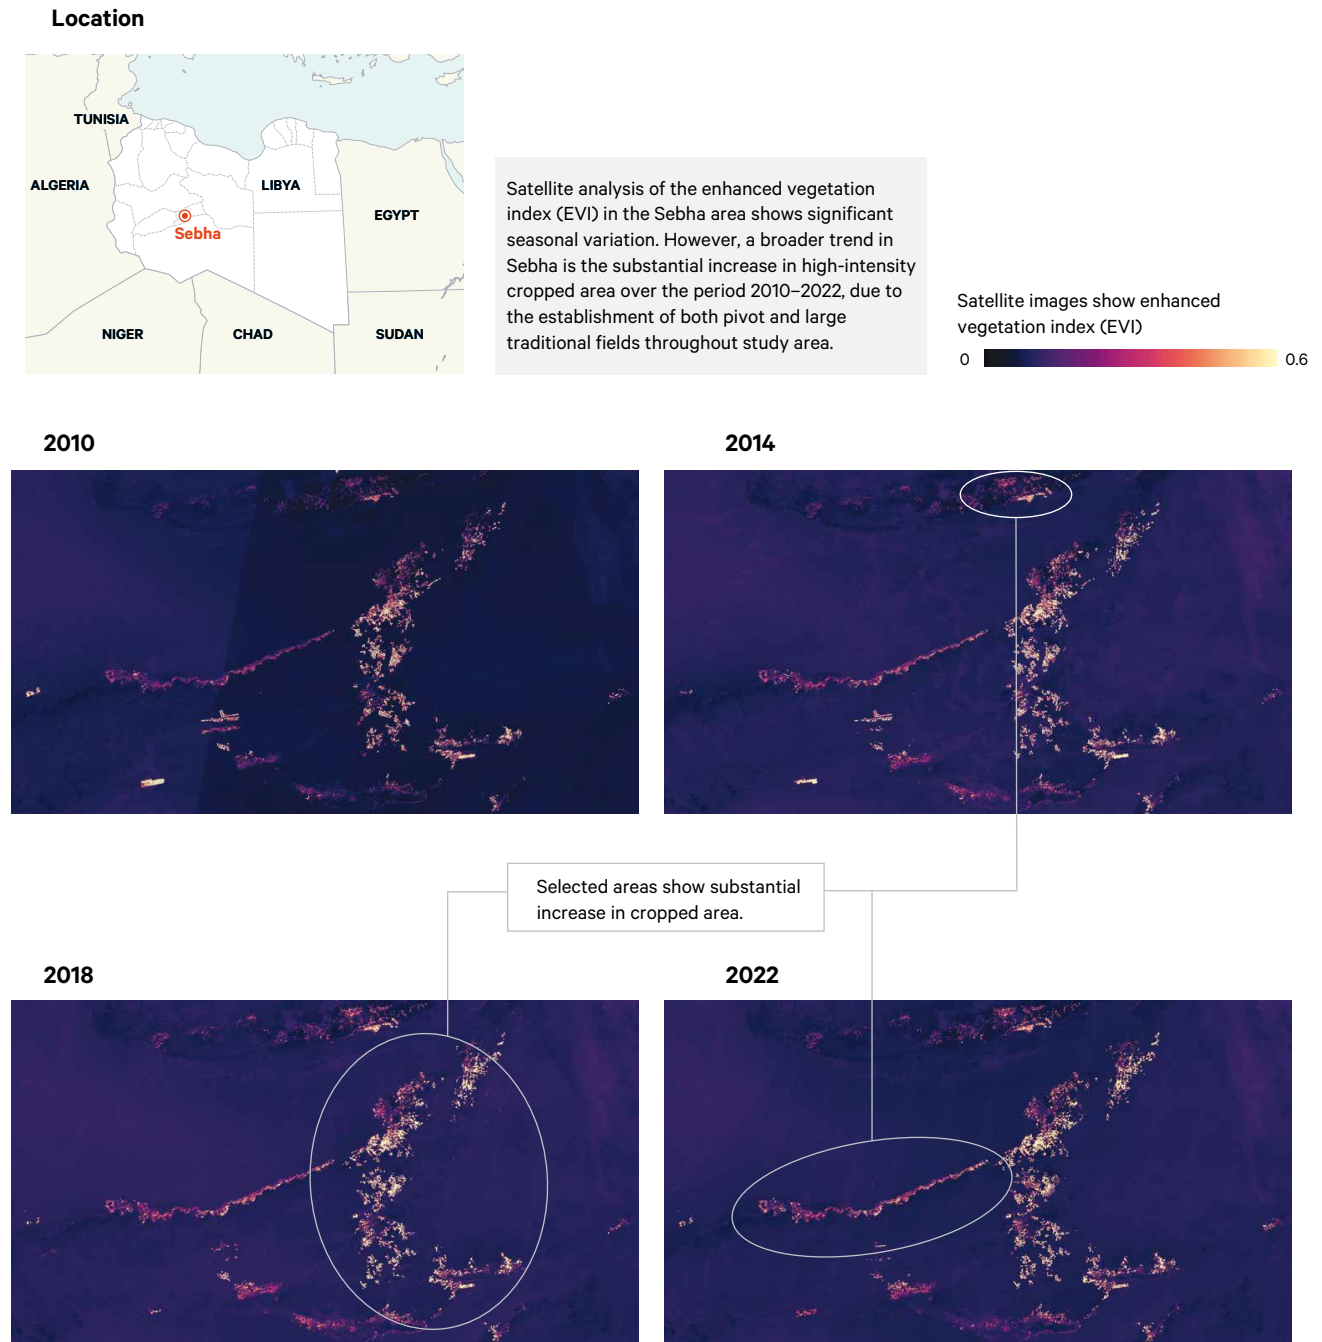 Location
TUNISIA
ALGERIA
LIBYA
EGYPT
Sebha
NIGER
CHAD
SUDAN
Satellite analysis of the enhanced vegetation
index (EVI) in the Sebha area shows significant
seasonal variation. However, a broader trend in
Sebha is the substantial increase in high-intensity
cropped area over the period 2010–2022, due to
the establishment of both pivot and large
traditional fields throughout study area.
Satellite images show enhanced
vegetation index (EVI)
0
0.6
2010
2014
Selected areas show substantial
increase in cropped area.
2018
2022